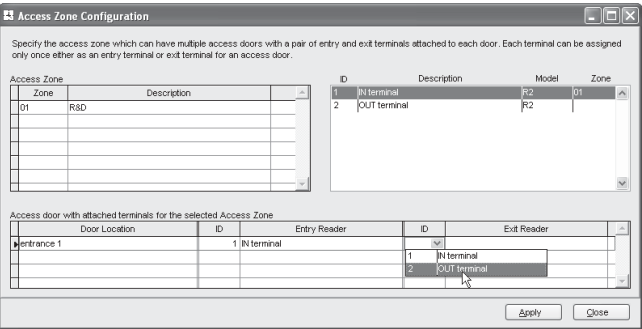 Access Zone Configuration
Specify the access zone which can have multiple access doors with a pair of entry and exit terminals attached to each door. Each terminal can be assigned
only once either as an entry terminal or exit terminal for an access door.
Access Zone
Zone Description
01 R&D
ID Description Model Zone
1 IN terminal R2 01
2 OUT terminal R2
Access door with attached terminals for the selected Access Zone
Door Location ID Entry Reader ID Exit Reader
entrance 1 1 IN terminal
1 IN terminal
2 OUT terminal
Apply Close